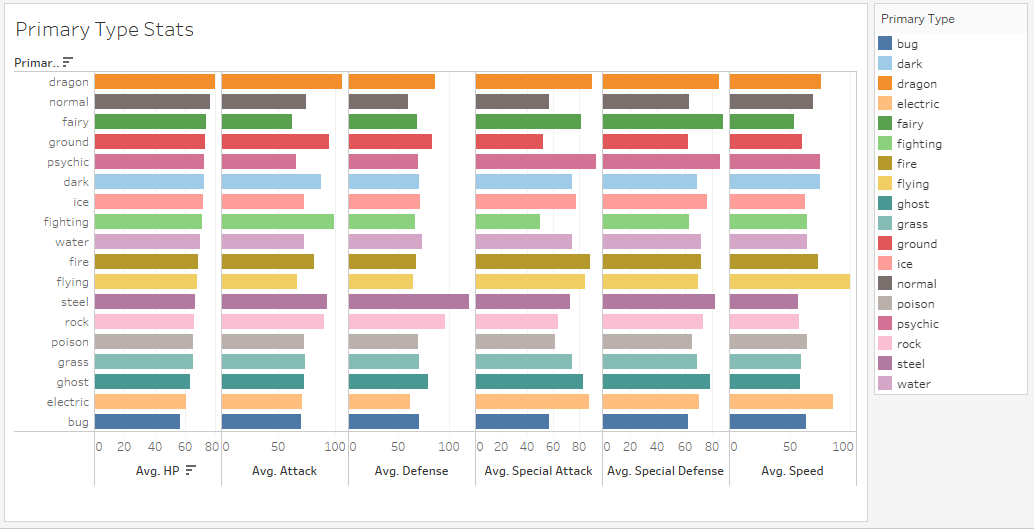 Primary Type Stats
Primar..
dragon
normal
fairy
ground
psychic
dark
ice
fighting
water
fire
flying
steel
rock
poison
grass
ghost
electric
bug
0 20 40 60 80 0 50 100 0 50 100 0 20 40 60 80 0 20 40 60 80 0 50 100
Avg. HP Avg. Attack Avg. Defense Avg. Special Attack Avg. Special Defense Avg. Speed
Primary Type
bug
dark
dragon
electric
fairy
fighting
fire
flying
ghost
grass
ground
ice
normal
poison
psychic
rock
steel
water